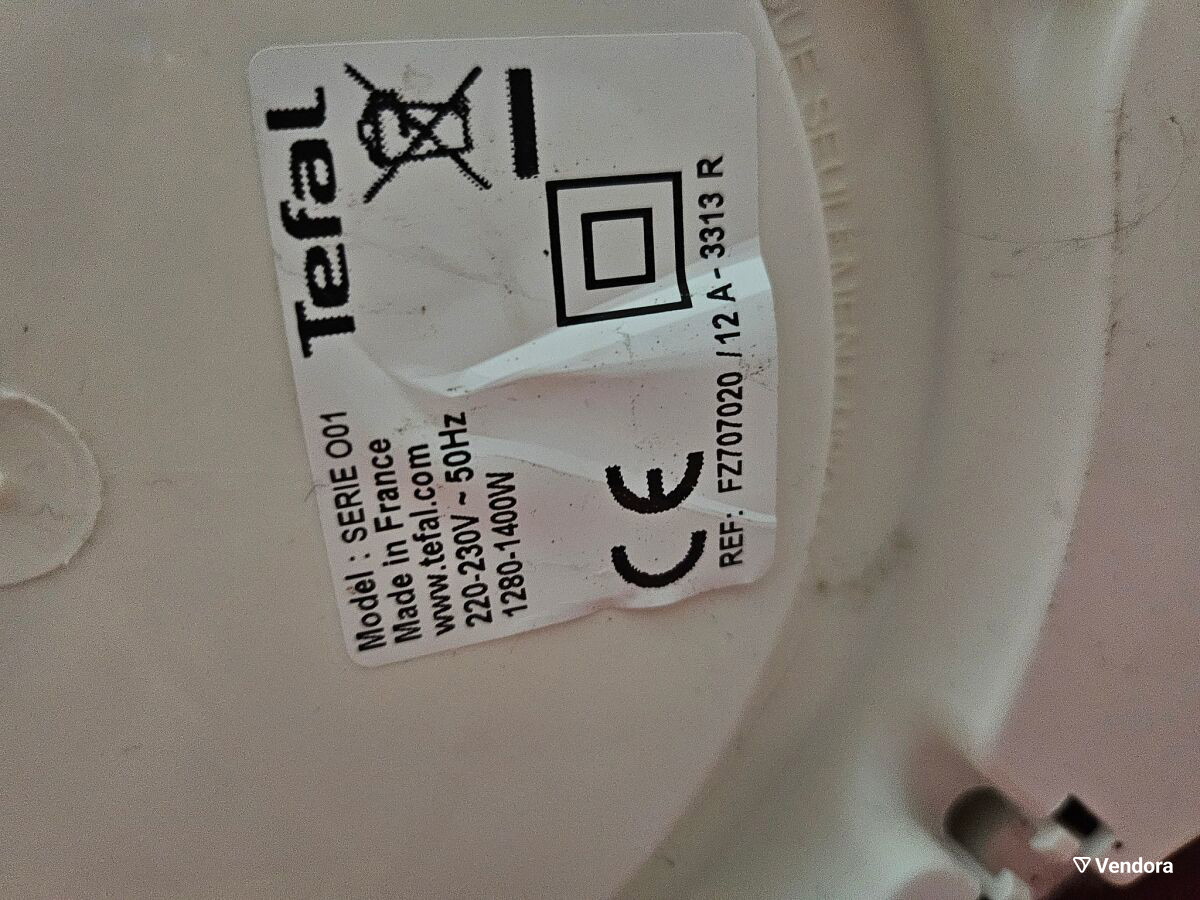 Tefal
Model : SERIE O01
Made in France
www.tefal.com
220-230V ~ 50Hz
1280-1400W
CE
REF: FZ707020 / 12 A - 3313 R
Vendora